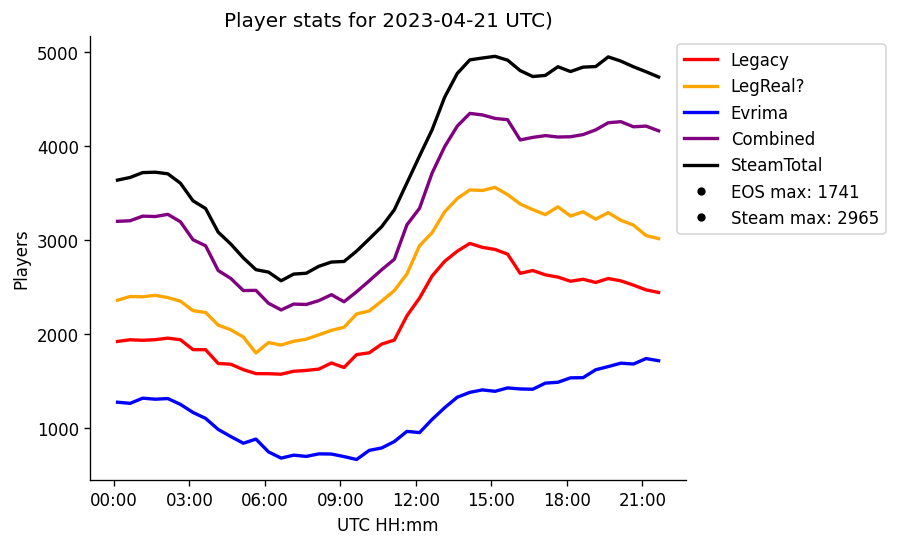 Player stats for 2023-04-21 UTC)
5000
4000
3000
2000
1000
Players
00:00 03:00 06:00 09:00 12:00 15:00 18:00 21:00
UTC HH:mm
Legacy
LegReal?
Evrima
Combined
SteamTotal
EOS max: 1741
Steam max: 2965